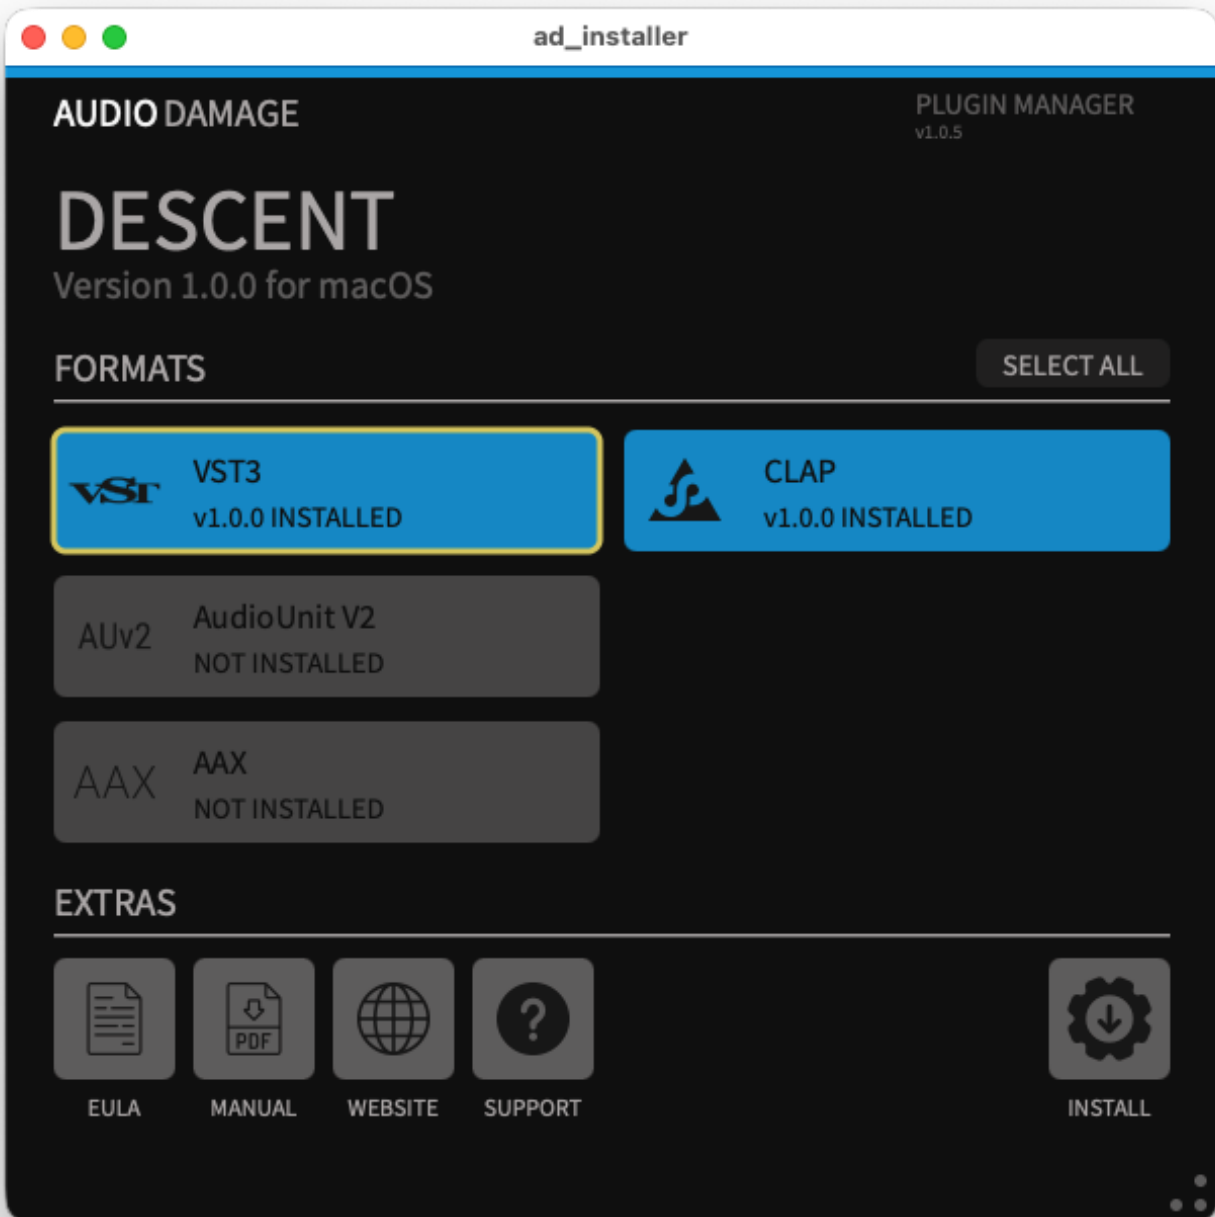 ad_installer
AUDIO DAMAGE
PLUGIN MANAGER
v1.0.5
DESCENT
Version 1.0.0 for macOS
FORMATS
SELECT ALL
VST
VST3
v1.0.0 INSTALLED
CLAP
v1.0.0 INSTALLED
AUv2
AudioUnit V2
NOT INSTALLED
AAX
AAX
NOT INSTALLED
EXTRAS
PDF
?
EULA
MANUAL
WEBSITE
SUPPORT
INSTALL